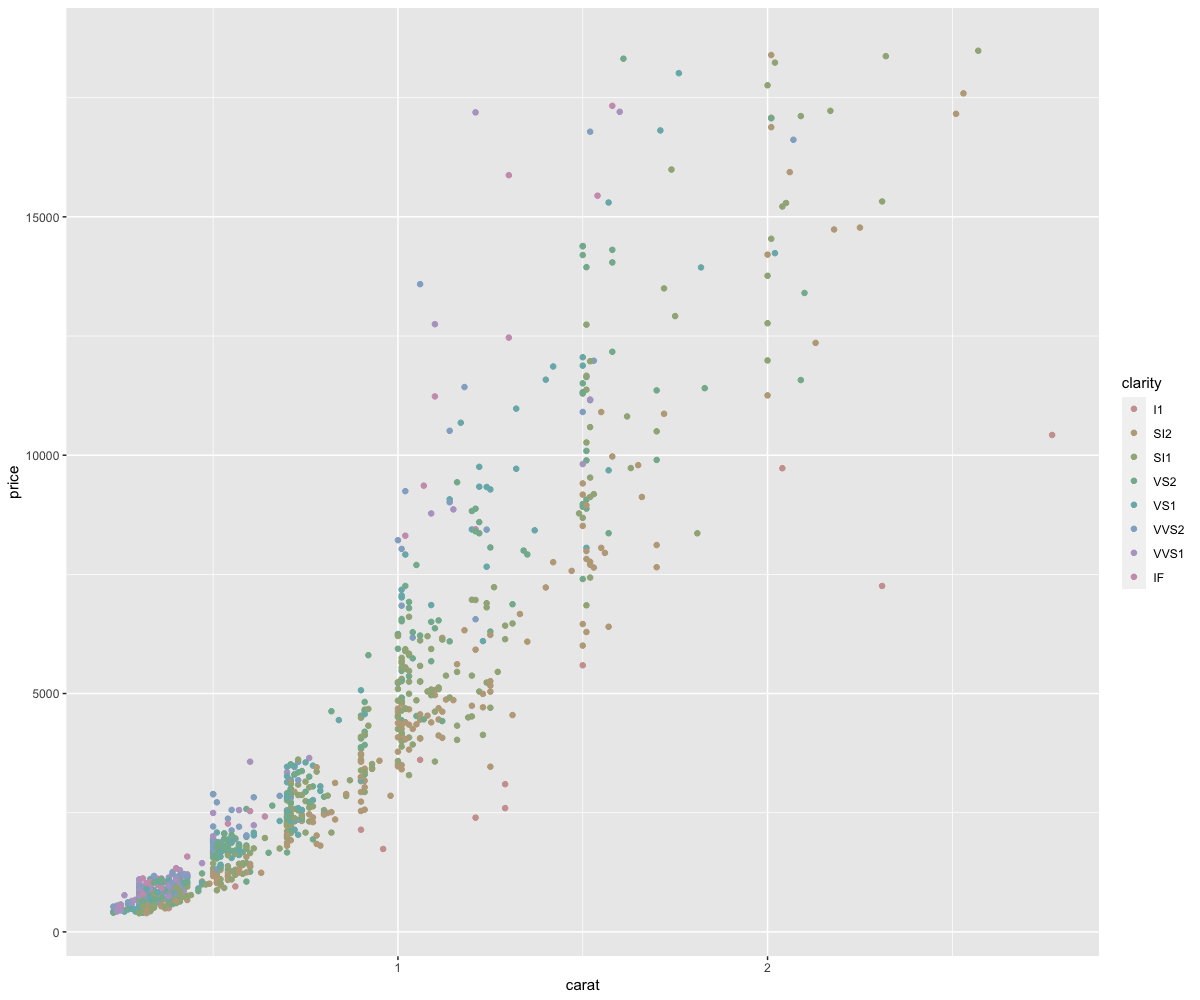 15000
10000
5000
0
price
1
2
carat
clarity
I1
SI2
SI1
VS2
VS1
VVS2
VVS1
IF